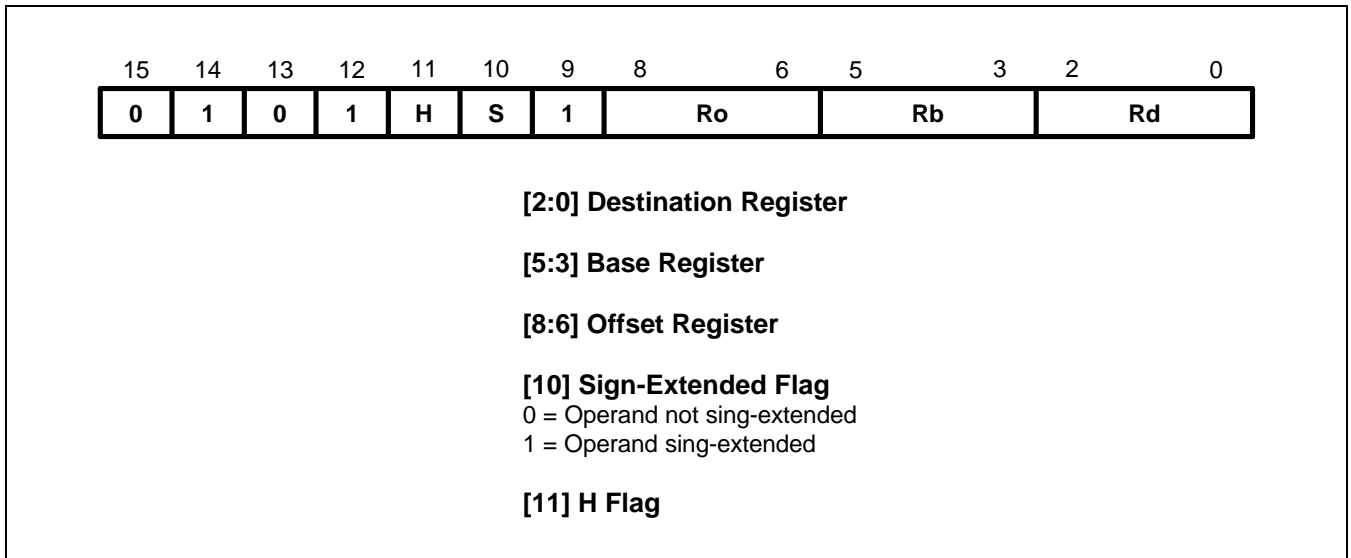 15 14 13 12 11 10 9 8 6 5 3 2 0
0 1 0 1 H S 1 Ro Rb Rd
[2:0] Destination Register
[5:3] Base Register
[8:6] Offset Register
[10] Sign-Extended Flag
0 = Operand not sing-extended
1 = Operand sing-extended
[11] H Flag